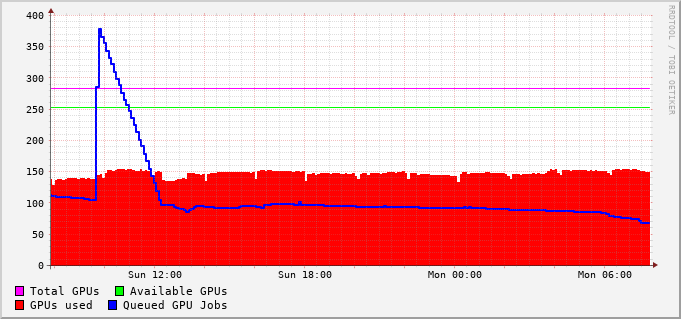 400
350
300
250
200
150
100
50
0
Sun 12:00 Sun 18:00 Mon 00:00 Mon 06:00
Total GPUs Available GPUs
GPUs used Queued GPU Jobs
RRDTOOL / TOBI OETIKER